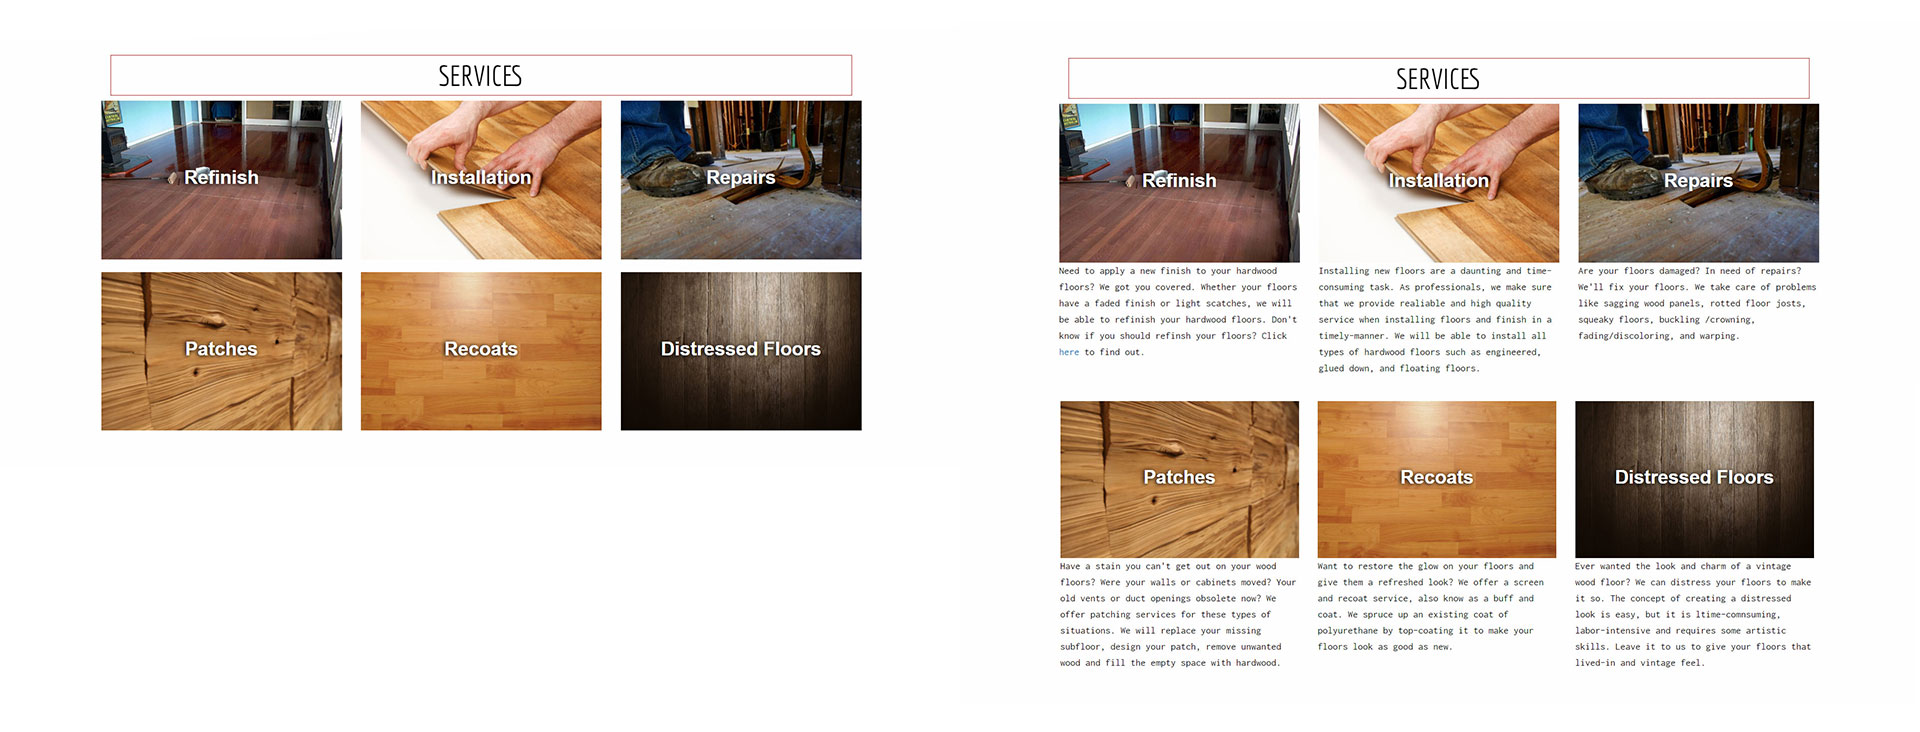 SERVICES
Refinish
Installation
Repairs
Patches
Recoats
Distressed Floors
SERVICES
Refinish
Need to apply a new finish to your hardwood
floors? We got you covered. Whether your floors
have a faded finish or light scatches, we will
be able to refinish your hardwood floors. Don't
know if you should refinsh your floors? Click
here to find out.
Installation
Installing new floors are a daunting and time-
consuming task. As professionals, we make sure
that we provide realiable and high quality
service when installing floors and finish in a
timely-manner. We will be able to install all
types of hardwood floors such as engineered,
glued down, and floating floors.
Repairs
Are your floors damaged? In need of repairs?
We'll fix your floors. We take care of problems
like sagging wood panels, rotted floor josts,
squeaky floors, buckling /crowning,
fading/discoloring, and warping.
Patches
Have a stain you can't get out on your wood
floors? Were your walls or cabinets moved? Your
old vents or duct openings obsolete now? We
offer patching services for these types of
situations. We will replace your missing
subfloor, design your patch, remove unwanted
wood and fill the empty space with hardwood.
Recoats
Want to restore the glow on your floors and
give them a refreshed look? We offer a screen
and recoat service, also know as a buff and
coat. We spruce up an existing coat of
polyurethane by top-coating it to make your
floors look as good as new.
Distressed Floors
Ever wanted the look and charm of a vintage
wood floor? We can distress your floors to make
it so. The concept of creating a distressed
look is easy, but it is ltime-comnsuming,
labor-intensive and requires some artistic
skills. Leave it to us to give your floors that
lived-in and vintage feel.